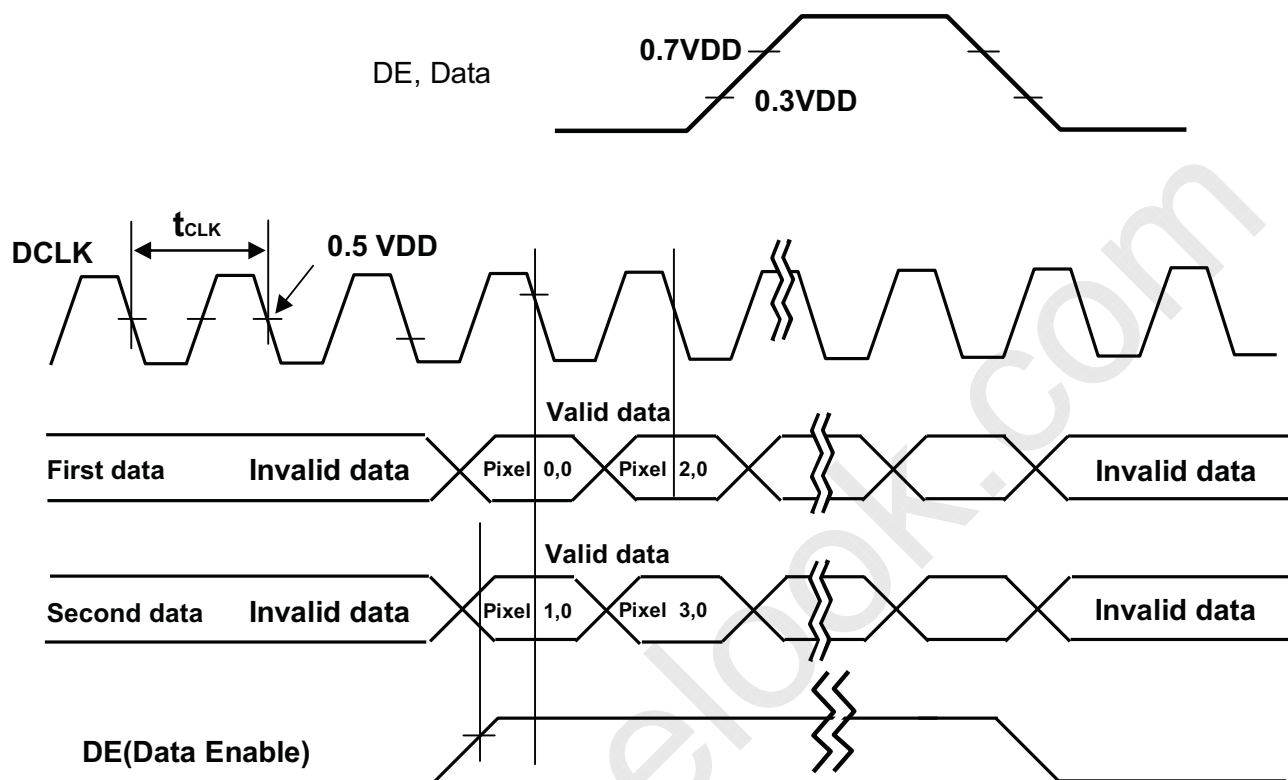 0.7VDD
DE, Data
0.3VDD
tCLK
DCLK
0.5 VDD
Valid data
First data Invalid data Pixel 0,0 Pixel 2,0 Invalid data
Valid data
Second data Invalid data Pixel 1,0 Pixel 3,0 Invalid data
DE(Data Enable)
elook.com